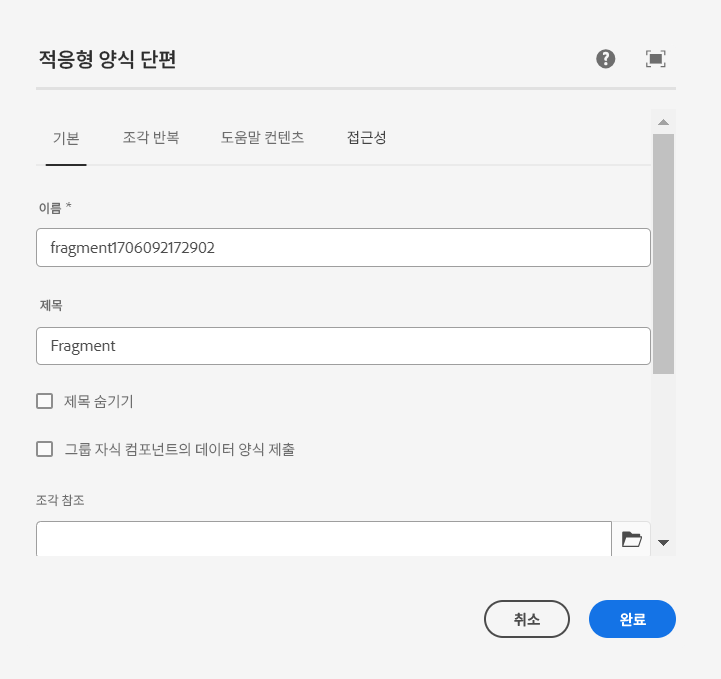 적응형 양식 단편
기본 조각 반복 도움말 컨텐츠 접근성
이름 *
fragment1706092172902
제목
Fragment
제목 숨기기
그룹 자식 컴포넌트의 데이터 양식 제출
조각 참조
취소 완료